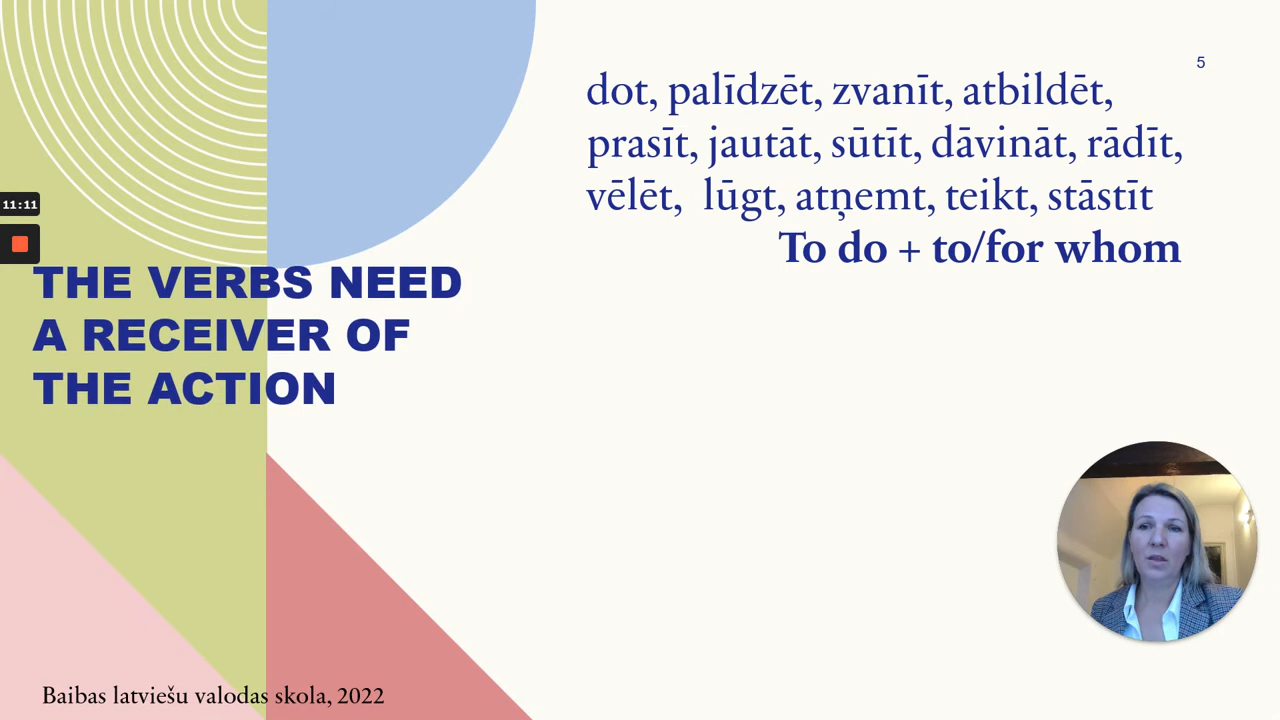 5
dot, palīdzēt, zvanīt, atbildēt,
prasīt, jautāt, sūtīt, dāvināt, rādīt,
vēlēt, lūgt, atņemt, teikt, stāstīt
To do + to/for whom
11:11
THE VERBS NEED
A RECEIVER OF
THE ACTION
Baibas latviešu valodas skola, 2022